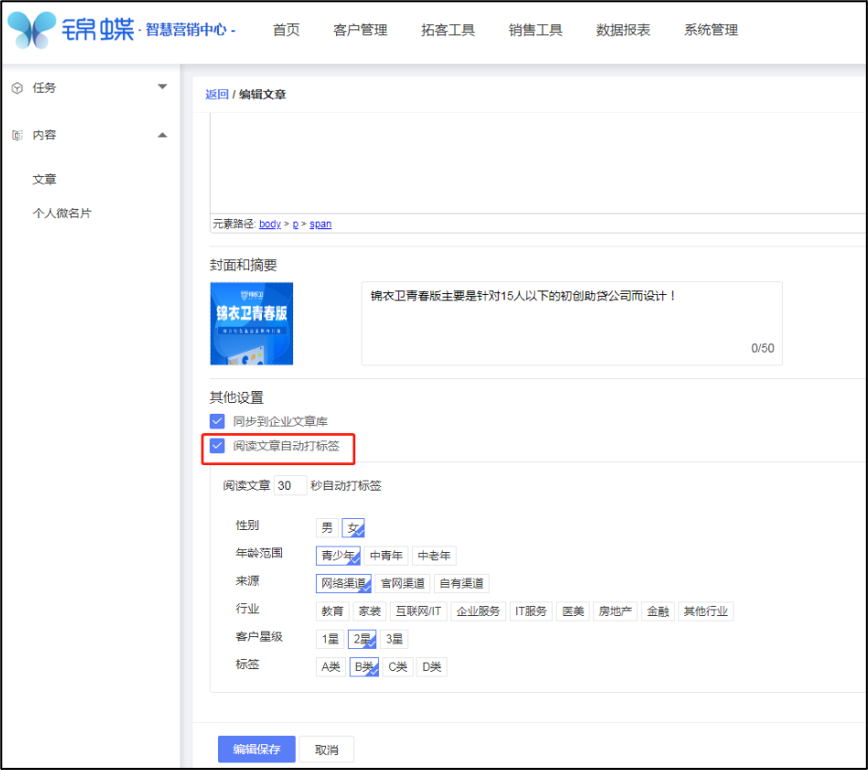 锦蝶 · 智慧营销中心 - 首页 客户管理 拓客工具 销售工具 数据报表 系统管理
任务
内容
文章
个人微名片
返回 / 编辑文章
元素路径: body > p > span
封面和摘要
锦衣卫青春版
锦衣卫青春版主要是针对15人以下的初创助贷公司而设计！
0/50
其他设置
同步到企业文章库
阅读文章自动打标签
阅读文章 30 秒自动打标签
性别 男 女
年龄范围 青少年 中青年 中老年
来源 网络渠道 官网渠道 自有渠道
行业 教育 家装 互联网/IT 企业服务 IT服务 医美 房地产 金融 其他行业
客户星级 1星 2星 3星
标签 A类 B类 C类 D类
编辑保存 取消